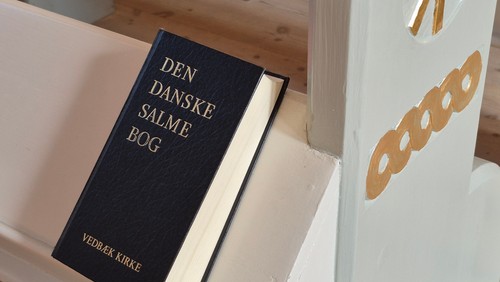 DEN
DANSKE
SALME
BOG
VEDBÆK KIRKE